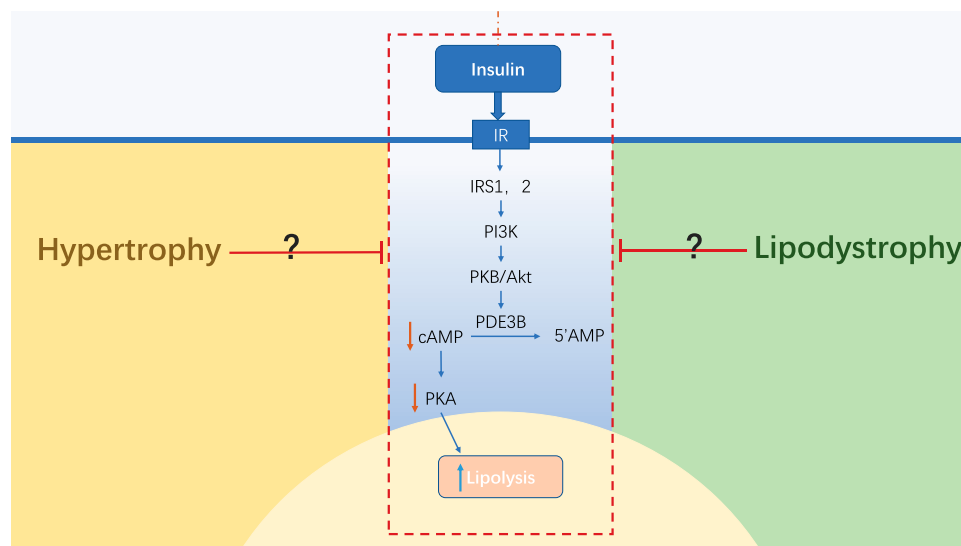 Insulin
IR
IRS1, 2
PI3K
Hypertrophy
?
?
Lipodystrophy
PKB/Akt
PDE3B
cAMP
5’AMP
PKA
Lipolysis